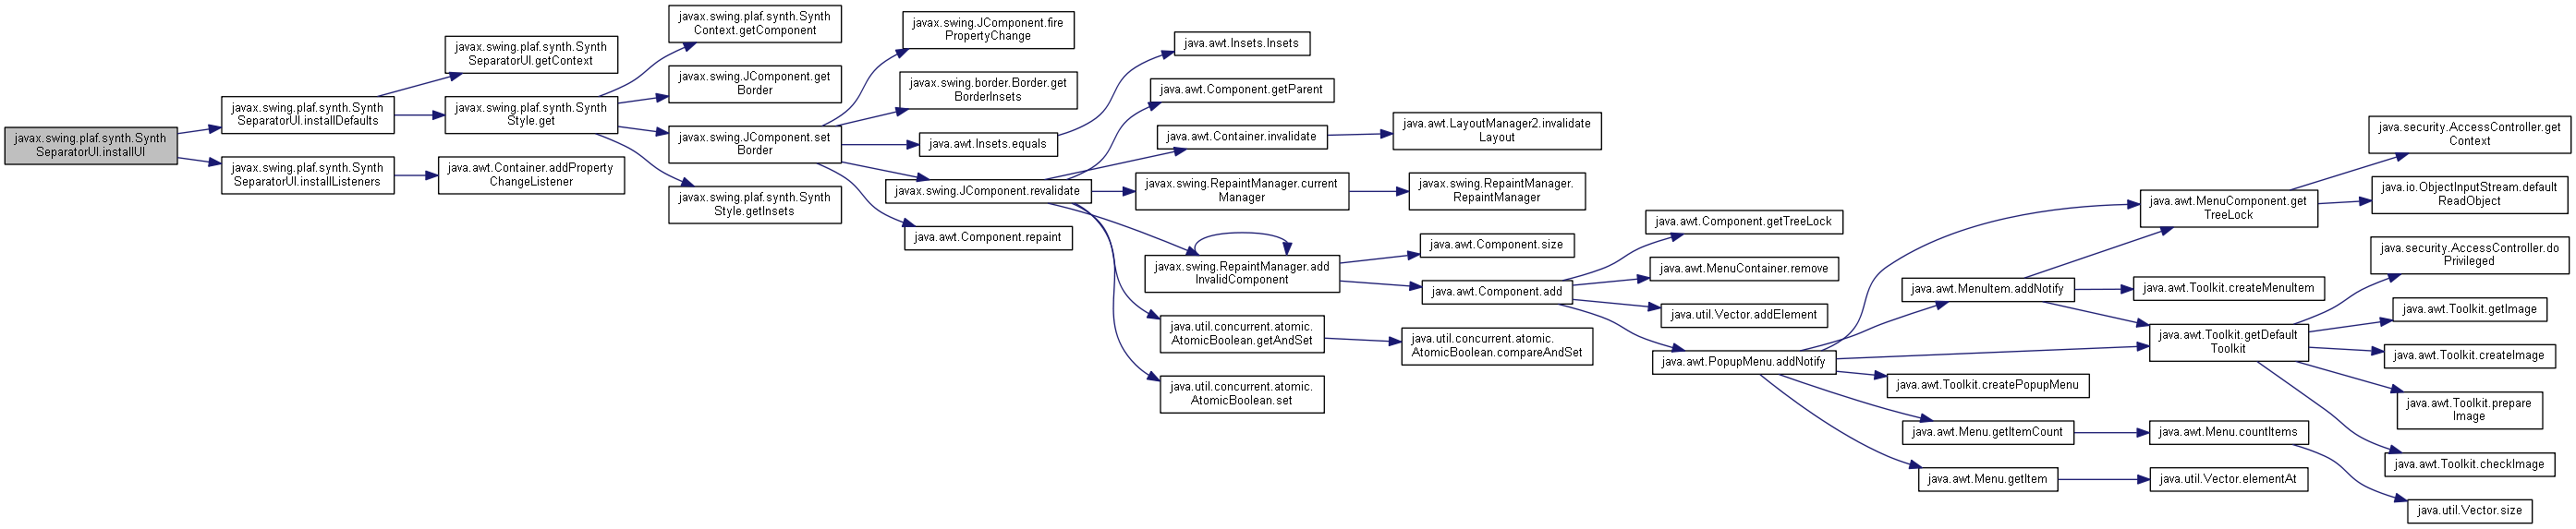 javax.swing.plaf.synth.Synth
SeparatorUI.installUI
javax.swing.plaf.synth.Synth
SeparatorUI.installDefaults
javax.swing.plaf.synth.Synth
SeparatorUI.installListeners
javax.swing.plaf.synth.Synth
SeparatorUI.getContext
javax.swing.plaf.synth.Synth
Style.get
java.awt.Container.addProperty
ChangeListener
javax.swing.plaf.synth.Synth
Context.getComponent
javax.swing.JComponent.get
Border
javax.swing.JComponent.set
Border
javax.swing.plaf.synth.Synth
Style.getInsets
javax.swing.JComponent.fire
PropertyChange
javax.swing.border.Border.get
BorderInsets
java.awt.Insets.equals
javax.swing.JComponent.revalidate
java.awt.Component.repaint
java.awt.Insets.Insets
java.awt.Component.getParent
java.awt.Container.invalidate
javax.swing.RepaintManager.current
Manager
javax.swing.RepaintManager.add
InvalidComponent
java.util.concurrent.atomic.
AtomicBoolean.getAndSet
java.util.concurrent.atomic.
AtomicBoolean.set
java.awt.LayoutManager2.invalidate
Layout
javax.swing.RepaintManager.
RepaintManager
java.awt.Component.size
java.awt.Component.add
java.util.concurrent.atomic.
AtomicBoolean.compareAndSet
java.awt.Component.getTreeLock
java.awt.MenuContainer.remove
java.util.Vector.addElement
java.awt.PopupMenu.addNotify
java.awt.MenuItem.addNotify
java.awt.Toolkit.createPopupMenu
java.awt.Menu.getItemCount
java.awt.Menu.getItem
java.awt.MenuComponent.get
TreeLock
java.awt.Toolkit.createMenuItem
java.awt.Toolkit.getDefault
Toolkit
java.awt.Menu.countItems
java.util.Vector.elementAt
java.security.AccessController.get
Context
java.io.ObjectInputStream.default
ReadObject
java.security.AccessController.do
Privileged
java.awt.Toolkit.getImage
java.awt.Toolkit.createImage
java.awt.Toolkit.prepare
Image
java.awt.Toolkit.checkImage
java.util.Vector.size